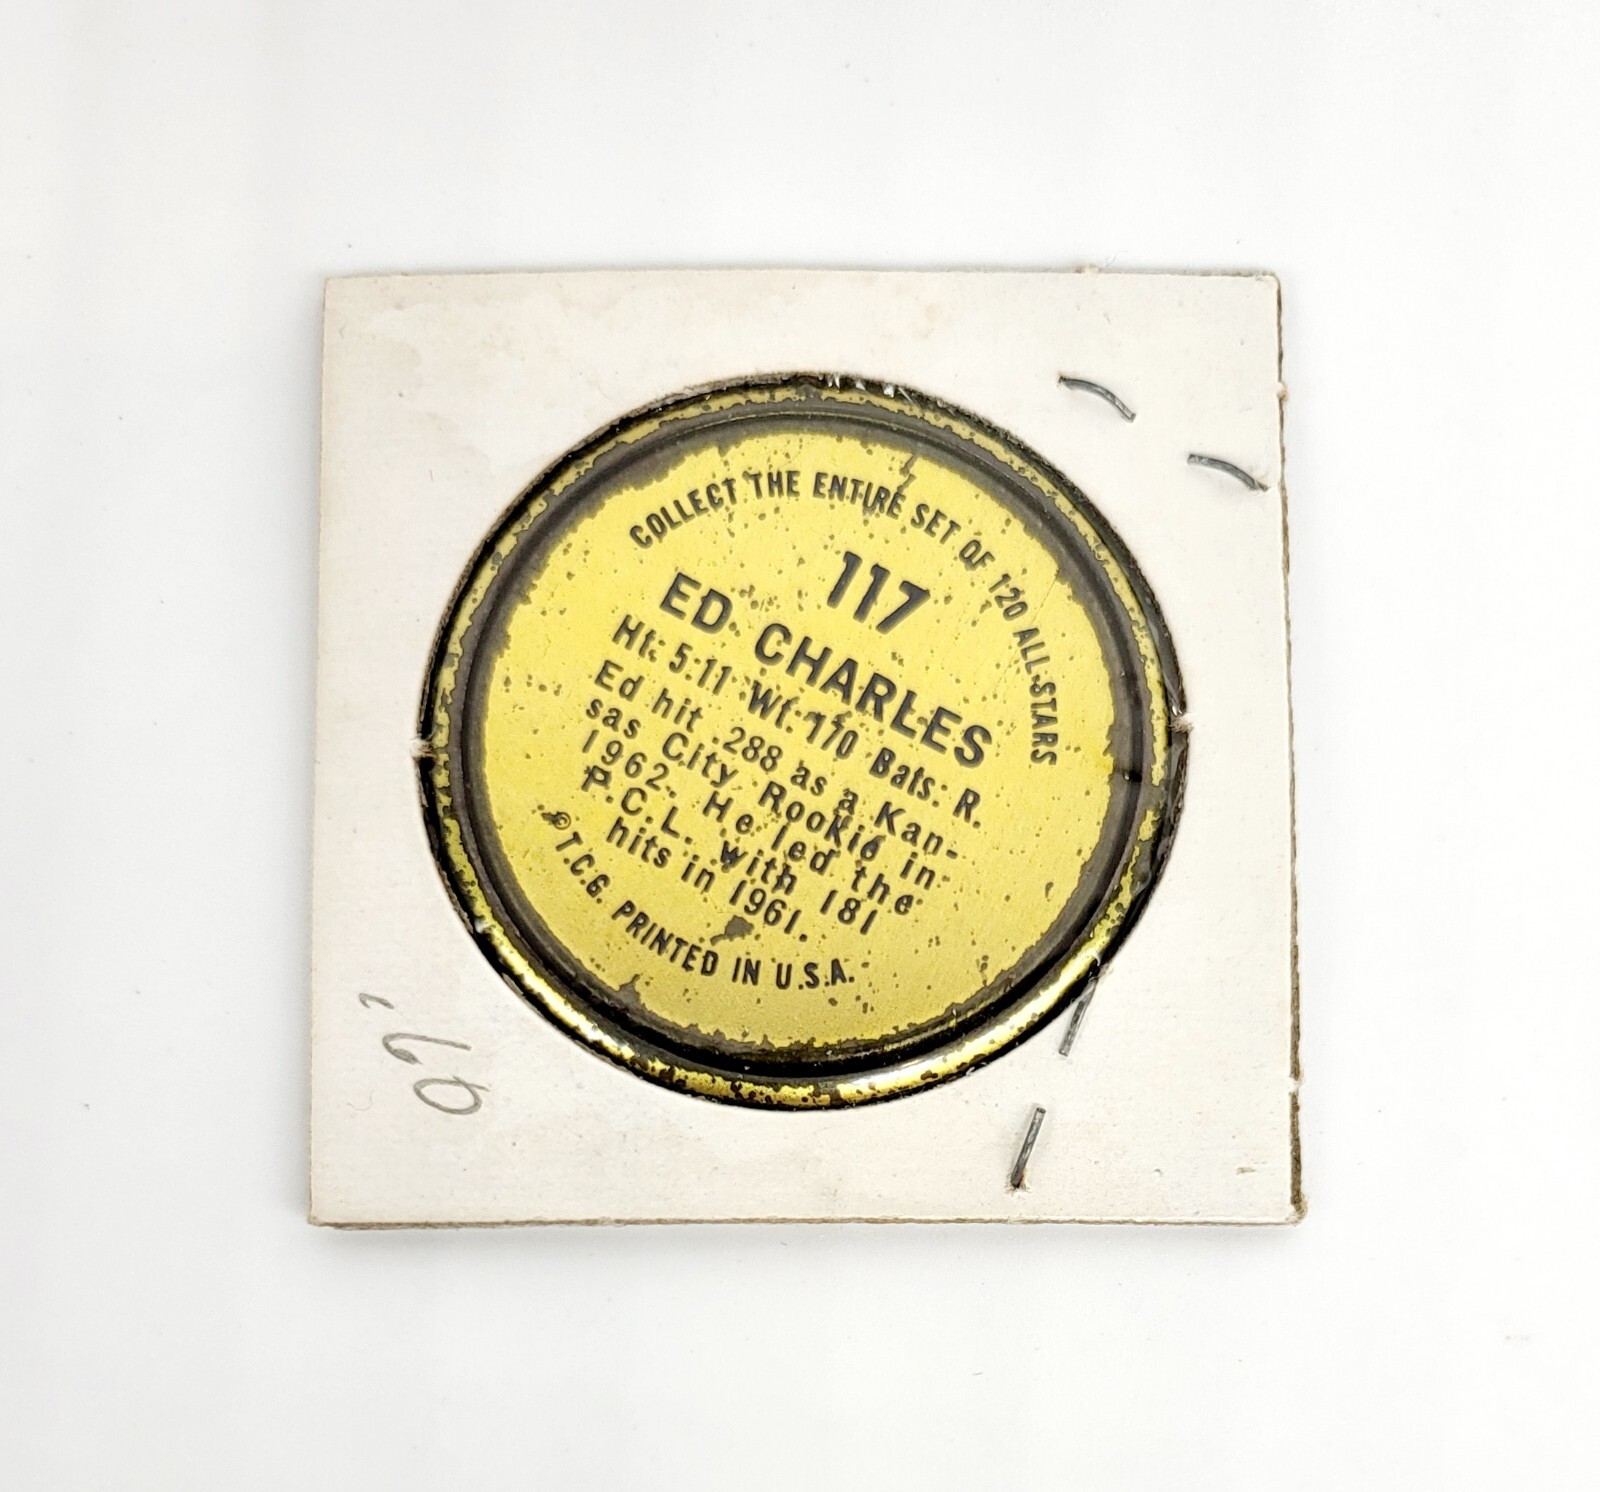 COLLECT THE ENTIRE SET OF 120 ALL-STARS
117
ED CHARLES
Ht: 5:11 Wt: 170 Bats: R.
Ed hit .288 as a Kan-
sas City Rookie in
1962. He led the
P.C.L. with 181
hits in 1961.
© T.C.G. PRINTED IN U.S.A.